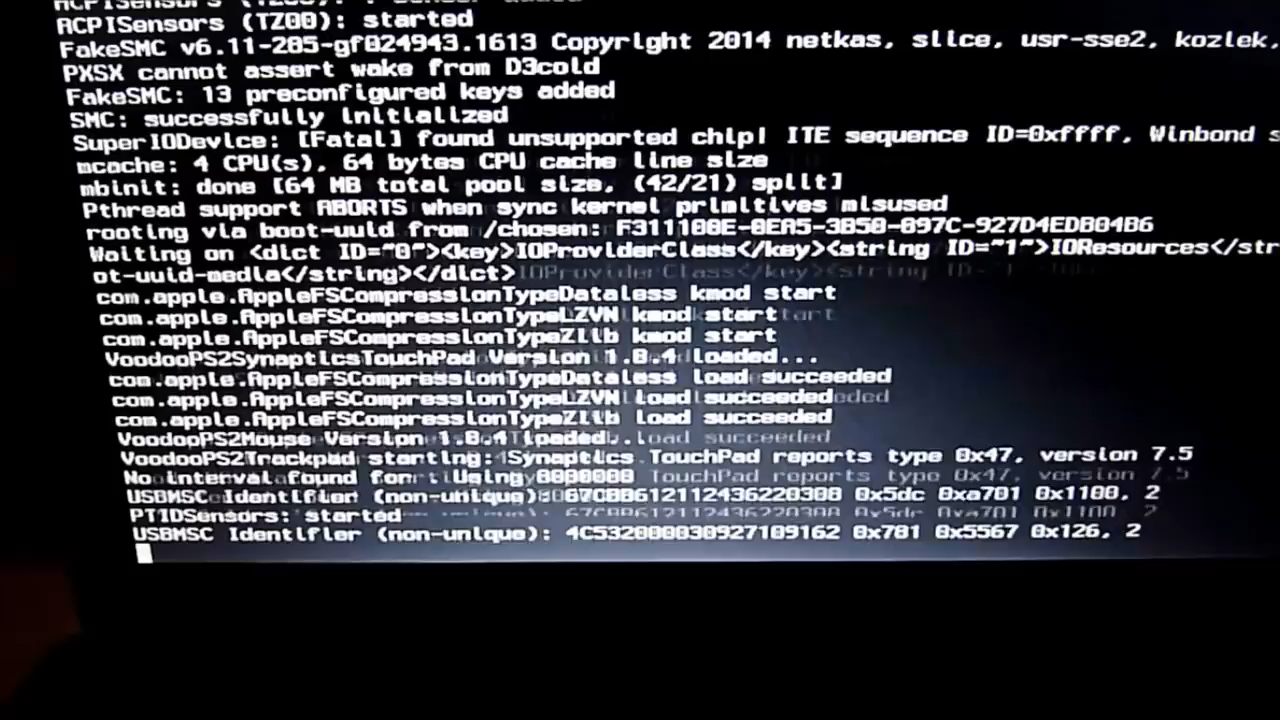 ACPISensors (TZ00): started
FakeSMC v6.11-285-gf024943.1613 Copyright 2014 netkas, slice, usr-sse2, kozlek,
PXSX cannot assert wake from D3cold
FakeSMC: 13 preconfigured keys added
SMC: successfully initialized
SuperIODevice: [Fatal] found unsupported chip! ITE sequence ID=0xffff, Winbond s
mcache: 4 CPU(s), 64 bytes CPU cache line size
mbinit: done [64 MB total pool size, (42/21) split]
Pthread support ABORTS when sync kernel primitives misused
rooting via boot-uuid from /chosen: F311108E-0EA5-3B50-897C-927D4EDB04B6
Waiting on <dict ID="0"><key>IOProviderClass</key><string ID="1">IOResources</str
ot-uuid-media</string></dict>
com.apple.AppleFSCompressionTypeDataless kmod start
com.apple.AppleFSCompressionTypeLZVN kmod start
com.apple.AppleFSCompressionTypeZlib kmod start
VoodooPS2SynapticsTouchPad Version 1.8.4 loaded...
com.apple.AppleFSCompressionTypeDataless load succeeded
com.apple.AppleFSCompressionTypeLZVN load succeeded
com.apple.AppleFSCompressionTypeZlib load succeeded
VoodooPS2Mouse Version 1.8.4 loaded...
VoodooPS2Trackpad starting: Synaptics TouchPad reports type 0x47, version 7.5
No interval found for . Using 8000000
USBMSC Identifier (non-unique): 67CBB612112436220308 0x5dc 0xa701 0x1100, 2
PTIDSensors: started
USBMSC Identifier (non-unique): 4C532000030927109162 0x781 0x5567 0x126, 2